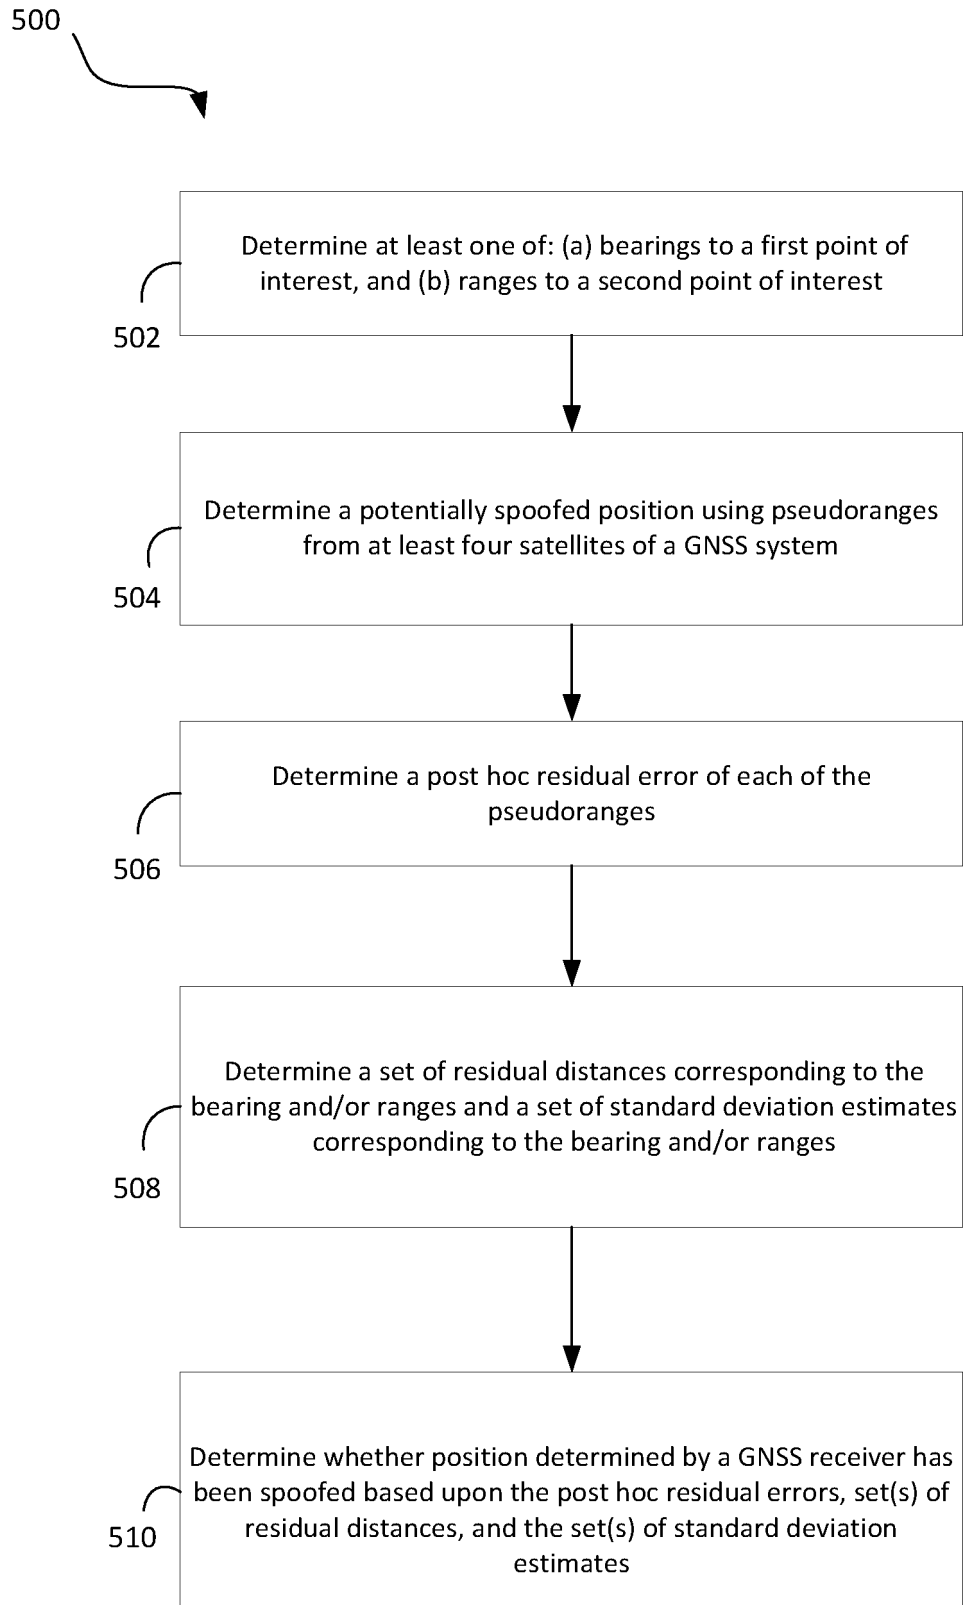 500
Determine at least one of: (a) bearings to a first point of
interest, and (b) ranges to a second point of interest
502
Determine a potentially spoofed position using pseudoranges
from at least four satellites of a GNSS system
504
Determine a post hoc residual error of each of the
pseudoranges
506
Determine a set of residual distances corresponding to the
bearing and/or ranges and a set of standard deviation estimates
corresponding to the bearing and/or ranges
508
Determine whether position determined by a GNSS receiver has
been spoofed based upon the post hoc residual errors, set(s) of
residual distances, and the set(s) of standard deviation
estimates
510